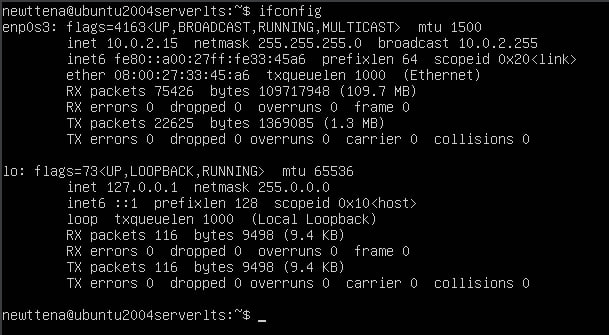 newttena@ubuntu2004serverlts:~$ ifconfig
enp0s3: flags=4163<UP,BROADCAST,RUNNING,MULTICAST>  mtu 1500
        inet 10.0.2.15  netmask 255.255.255.0  broadcast 10.0.2.255
        inet6 fe80::a00:27ff:fe33:45a6  prefixlen 64  scopeid 0x20<link>
        ether 08:00:27:33:45:a6  txqueuelen 1000  (Ethernet)
        RX packets 75426  bytes 109717948 (109.7 MB)
        RX errors 0  dropped 0  overruns 0  frame 0
        TX packets 22625  bytes 1369085 (1.3 MB)
        TX errors 0  dropped 0 overruns 0  carrier 0  collisions 0

lo: flags=73<UP,LOOPBACK,RUNNING>  mtu 65536
        inet 127.0.0.1  netmask 255.0.0.0
        inet6 ::1  prefixlen 128  scopeid 0x10<host>
        loop  txqueuelen 1000  (Local Loopback)
        RX packets 116  bytes 9498 (9.4 KB)
        RX errors 0  dropped 0  overruns 0  frame 0
        TX packets 116  bytes 9498 (9.4 KB)
        TX errors 0  dropped 0 overruns 0  carrier 0  collisions 0

newttena@ubuntu2004serverlts:~$ _